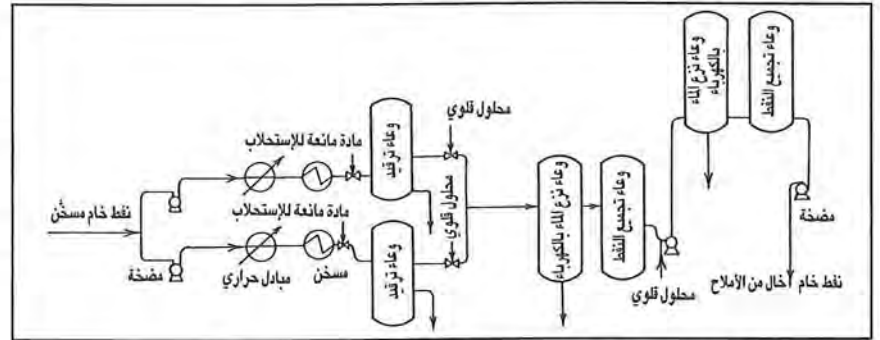 وعاء نزع الماء
بالكهرباء
وعاء تجميع النفط
محلول قلوي
مادة مانعة للإستحلاب
وعاء ترقيد
نفط خام مسخّن
مادة مانعة للإستحلاب
محلول قلوي
وعاء نزع الماء بالكهرباء
وعاء تجميع النفط
مضخة
مضخة
مبادل حراري
مسخن
وعاء ترقيد
محلول قلوي
نفط خام خال من الأملاح